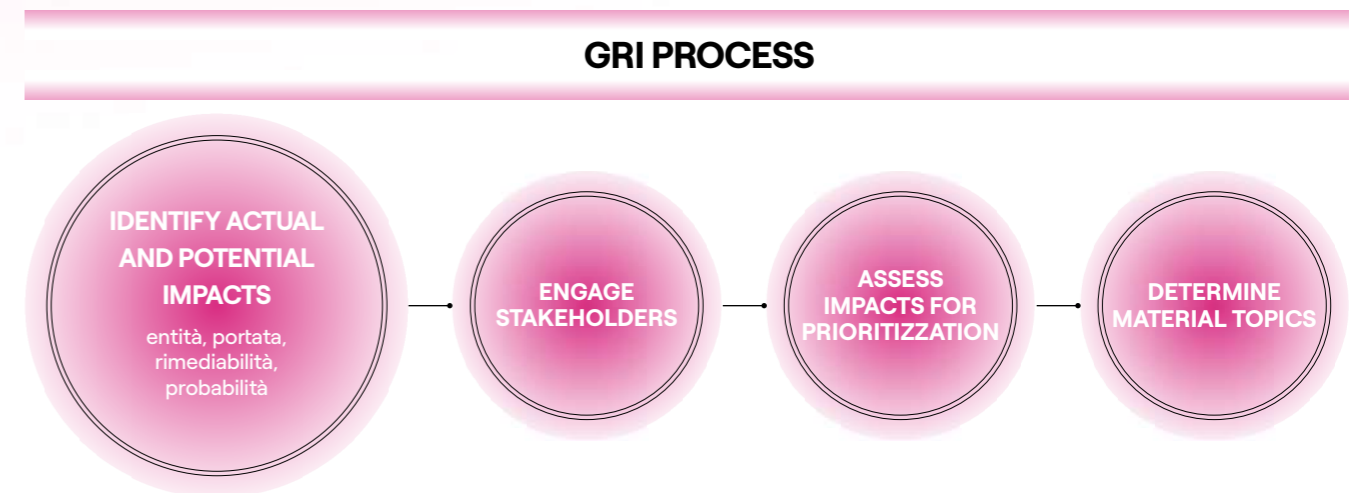 GRI PROCESS
IDENTIFY ACTUAL
AND POTENTIAL
IMPACTS
entità, portata,
rimediabilità,
probabilità
ENGAGE
STAKEHOLDERS
ASSESS
IMPACTS FOR
PRIORITIZZATION
DETERMINE
MATERIAL TOPICS